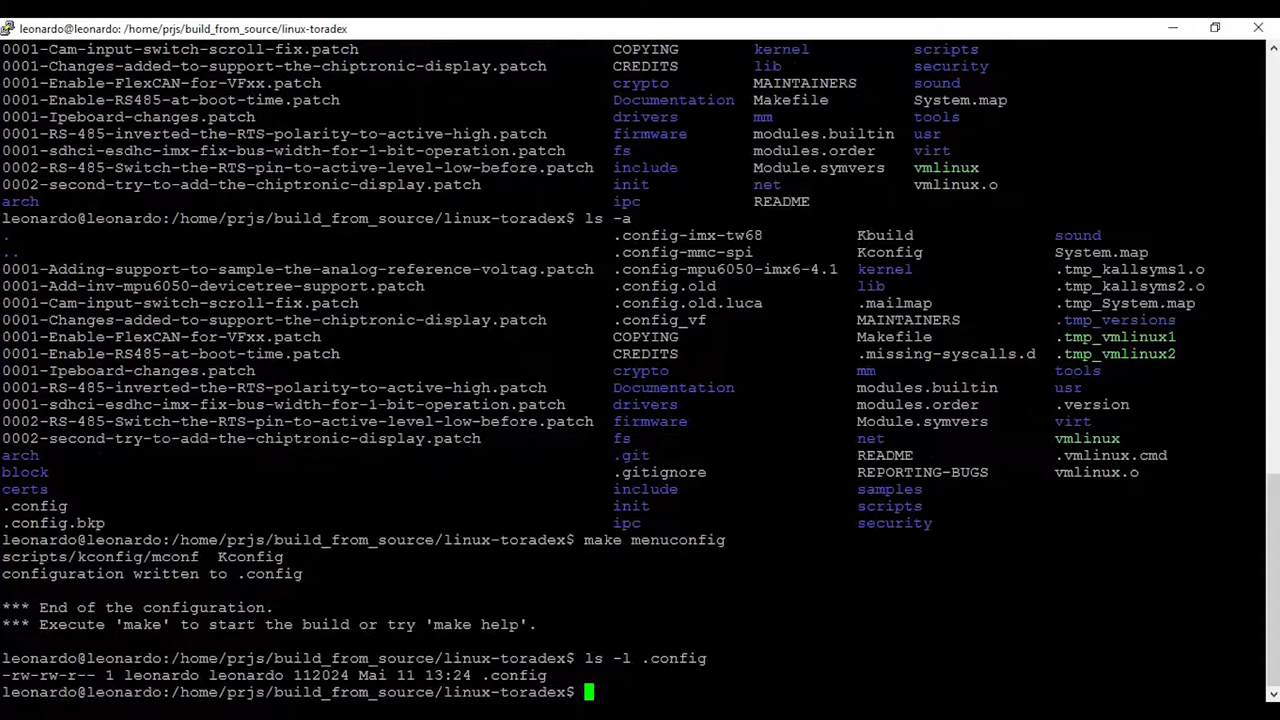 leonardo@leonardo: /home/prjs/build_from_source/linux-toradex
0001-Cam-input-switch-scroll-fix.patch COPYING kernel scripts
0001-Changes-added-to-support-the-chiptronic-display.patch CREDITS lib security
0001-Enable-FlexCAN-for-VFxx.patch crypto MAINTAINERS sound
0001-Enable-RS485-at-boot-time.patch Documentation Makefile System.map
0001-Ipeboard-changes.patch drivers mm tools
0001-RS-485-inverted-the-RTS-polarity-to-active-high.patch firmware modules.builtin usr
0001-sdhci-esdhc-imx-fix-bus-width-for-1-bit-operation.patch fs modules.order virt
0002-RS-485-Switch-the-RTS-pin-to-active-level-low-before.patch include Module.symvers vmlinux
0002-second-try-to-add-the-chiptronic-display.patch init net vmlinux.o
arch ipc README
leonardo@leonardo:/home/prjs/build_from_source/linux-toradex$ ls -a
. .config-imx-tw68 Kbuild sound
.. .config-mmc-spi Kconfig System.map
0001-Adding-support-to-sample-the-analog-reference-voltag.patch .config-mpu6050-imx6-4.1 kernel .tmp_kallsyms1.o
0001-Add-inv-mpu6050-devicetree-support.patch .config.old lib .tmp_kallsyms2.o
0001-Cam-input-switch-scroll-fix.patch .config.old.luca .mailmap .tmp_System.map
0001-Changes-added-to-support-the-chiptronic-display.patch .config_vf MAINTAINERS .tmp_versions
0001-Enable-FlexCAN-for-VFxx.patch COPYING Makefile .tmp_vmlinux1
0001-Enable-RS485-at-boot-time.patch CREDITS .missing-syscalls.d .tmp_vmlinux2
0001-Ipeboard-changes.patch crypto mm tools
0001-RS-485-inverted-the-RTS-polarity-to-active-high.patch Documentation modules.builtin usr
0001-sdhci-esdhc-imx-fix-bus-width-for-1-bit-operation.patch drivers modules.order .version
0002-RS-485-Switch-the-RTS-pin-to-active-level-low-before.patch firmware Module.symvers virt
0002-second-try-to-add-the-chiptronic-display.patch fs net vmlinux
arch .git README .vmlinux.cmd
block .gitignore REPORTING-BUGS vmlinux.o
certs include samples
.config init scripts
.config.bkp ipc security
leonardo@leonardo:/home/prjs/build_from_source/linux-toradex$ make menuconfig
scripts/kconfig/mconf Kconfig
configuration written to .config
*** End of the configuration.
*** Execute 'make' to start the build or try 'make help'.
leonardo@leonardo:/home/prjs/build_from_source/linux-toradex$ ls -l .config
-rw-rw-r-- 1 leonardo leonardo 112024 Mai 11 13:24 .config
leonardo@leonardo:/home/prjs/build_from_source/linux-toradex$